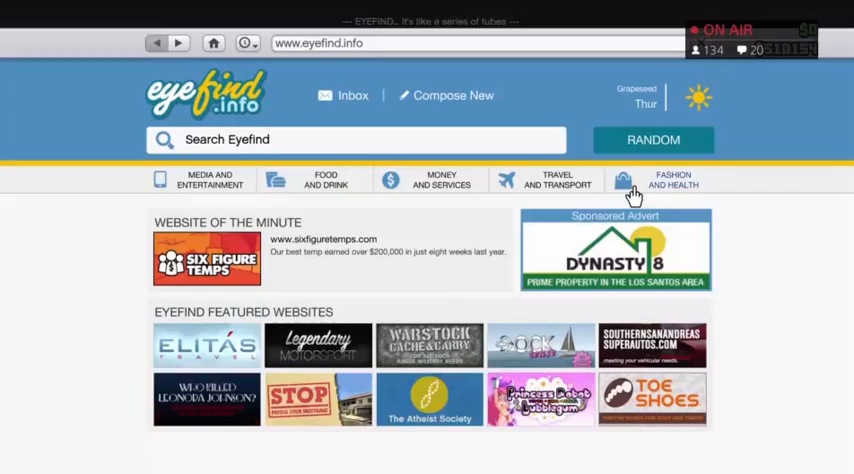 --- EYEFIND... It's like a series of tubes ---
ON AIR
134 20
www.eyefind.info
eyefind.info
Inbox | Compose New
Grapeseed
Thur
Search Eyefind
RANDOM
MEDIA AND ENTERTAINMENT
FOOD AND DRINK
MONEY AND SERVICES
TRAVEL AND TRANSPORT
FASHION AND HEALTH
WEBSITE OF THE MINUTE
SIX FIGURE TEMPS
www.sixfiguretemps.com
Our best temp earned over $200,000 in just eight weeks last year.
Sponsored Advert
DYNASTY 8
PRIME PROPERTY IN THE LOS SANTOS AREA
EYEFIND FEATURED WEBSITES
ELITÁS TRAVEL
Legendary MOTORSPORT
WARSTOCK CACHE & CARRY
DOCK tease
SOUTHERNSANANDREAS SUPERAUTOS.COM
meeting your vehicular needs.
WHO KILLED LEONORA JOHNSON?
STOP
The Atheist Society
Princess Robot Bubblegum
TOE SHOES